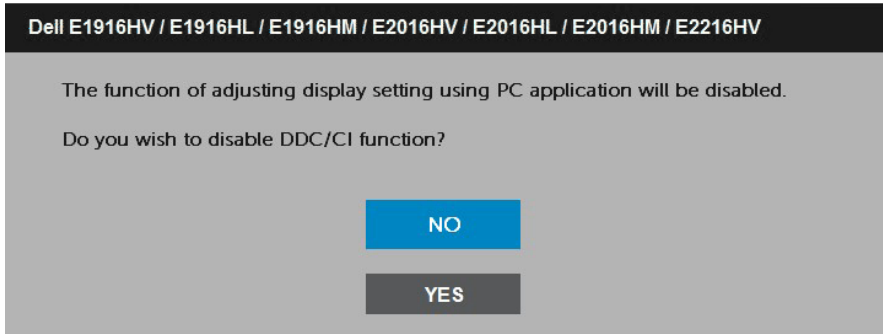 Dell E1916HV / E1916HL / E1916HM / E2016HV / E2016HL / E2016HM / E2216HV
The function of adjusting display setting using PC application will be disabled.
Do you wish to disable DDC/CI function?
NO
YES